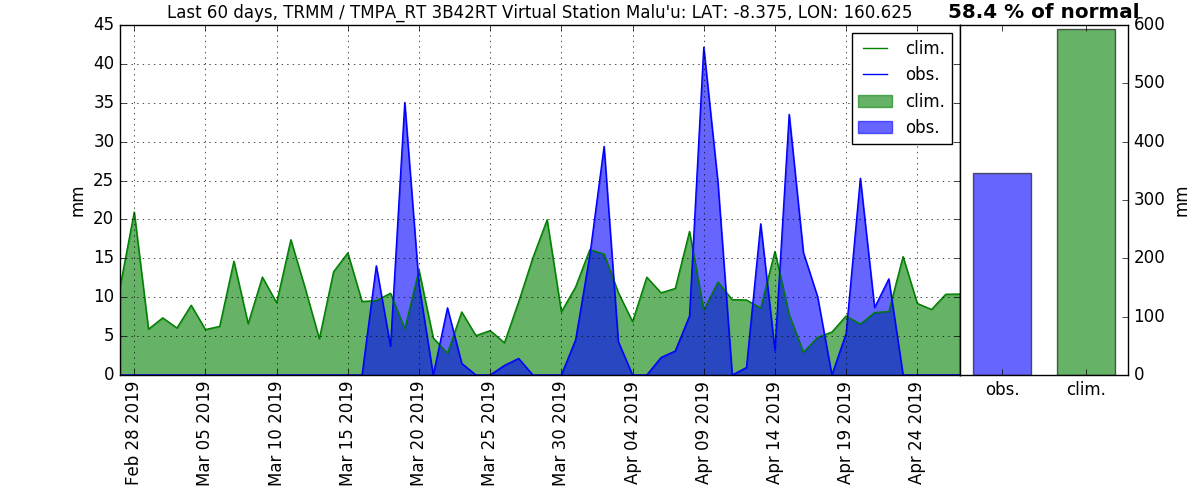 Last 60 days, TRMM / TMPA_RT 3B42RT Virtual Station Malu'u: LAT: -8.375, LON: 160.625
58.4 % of normal
45
40
35
30
25
20
15
10
5
0
mm
clim.
obs.
clim.
obs.
600
500
400
300
200
100
0
mm
Feb 28 2019
Mar 05 2019
Mar 10 2019
Mar 15 2019
Mar 20 2019
Mar 25 2019
Mar 30 2019
Apr 04 2019
Apr 09 2019
Apr 14 2019
Apr 19 2019
Apr 24 2019
obs.
clim.